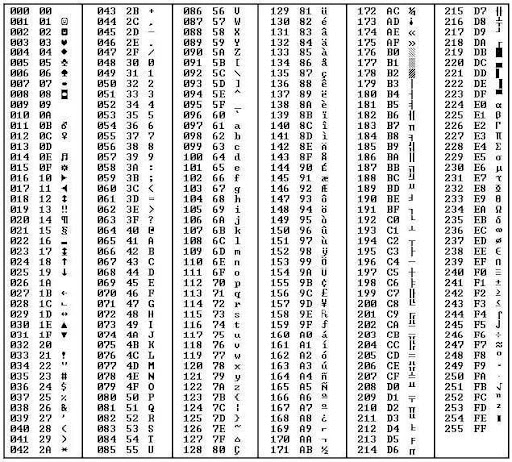 000 00
001 01 ☺
002 02 ☻
003 03 ♥
004 04 ♦
005 05 ♣
006 06 ♠
007 07 •
008 08 ◘
009 09
010 0A
011 0B ♂
012 0C ♀
013 0D
014 0E ♫
015 0F ☼
016 10 ►
017 11 ◄
018 12 ↕
019 13 ‼
020 14 ¶
021 15 §
022 16 ▬
023 17 ↨
024 18 ↑
025 19 ↓
026 1A
027 1B ←
028 1C ∟
029 1D ↔
030 1E ▲
031 1F ▼
032 20
033 21 !
034 22 "
035 23 #
036 24 $
037 25 %
038 26 &
039 27 '
040 28 (
041 29 )
042 2A *
043 2B +
044 2C ,
045 2D -
046 2E .
047 2F /
048 30 0
049 31 1
050 32 2
051 33 3
052 34 4
053 35 5
054 36 6
055 37 7
056 38 8
057 39 9
058 3A :
059 3B ;
060 3C <
061 3D =
062 3E >
063 3F ?
064 40 @
065 41 A
066 42 B
067 43 C
068 44 D
069 45 E
070 46 F
071 47 G
072 48 H
073 49 I
074 4A J
075 4B K
076 4C L
077 4D M
078 4E N
079 4F O
080 50 P
081 51 Q
082 52 R
083 53 S
084 54 T
085 55 U
086 56 V
087 57 W
088 58 X
089 59 Y
090 5A Z
091 5B [
092 5C \
093 5D ]
094 5E ^
095 5F _
096 60 `
097 61 a
098 62 b
099 63 c
100 64 d
101 65 e
102 66 f
103 67 g
104 68 h
105 69 i
106 6A j
107 6B k
108 6C l
109 6D m
110 6E n
111 6F o
112 70 p
113 71 q
114 72 r
115 73 s
116 74 t
117 75 u
118 76 v
119 77 w
120 78 x
121 79 y
122 7A z
123 7B {
124 7C |
125 7D }
126 7E ~
127 7F ⌂
128 80 Ç
129 81 ü
130 82 é
131 83 â
132 84 ä
133 85 à
134 86 å
135 87 ç
136 88 ê
137 89 ë
138 8A è
139 8B ï
140 8C î
141 8D ì
142 8E Ä
143 8F Å
144 90 É
145 91 æ
146 92 Æ
147 93 ô
148 94 ö
149 95 ò
150 96 û
151 97 ù
152 98 ÿ
153 99 Ö
154 9A Ü
155 9B ¢
156 9C £
157 9D ¥
158 9E ₧
159 9F ƒ
160 A0 á
161 A1 í
162 A2 ó
163 A3 ú
164 A4 ñ
165 A5 Ñ
166 A6 ª
167 A7 º
168 A8 ¿
169 A9 ⌐
170 AA ¬
171 AB ½
172 AC ¼
173 AD ¡
174 AE «
175 AF »
176 B0 ░
177 B1 ▒
178 B2 ▓
179 B3 │
180 B4 ┤
181 B5 ╡
182 B6 ╢
183 B7 ╖
184 B8 ╕
185 B9 ╣
186 BA ║
187 BB ╗
188 BC ╝
189 BD ╜
190 BE ╛
191 BF ┐
192 C0 └
193 C1 ┴
194 C2 ┬
195 C3 ├
196 C4 ─
197 C5 ┼
198 C6 ╞
199 C7 ╟
200 C8 ╚
201 C9 ╔
202 CA ╩
203 CB ╦
204 CC ╠
205 CD ═
206 CE ╬
207 CF ╧
208 D0 ╨
209 D1 ╤
210 D2 ╥
211 D3 ╙
212 D4 ╘
213 D5 ╒
214 D6 ╓
215 D7 ╫
216 D8 ╪
217 D9 ┘
218 DA ┌
219 DB █
220 DC ▄
221 DD ▌
222 DE ▐
223 DF ▀
224 E0 α
225 E1 ß
226 E2 Γ
227 E3 π
228 E4 Σ
229 E5 σ
230 E6 µ
231 E7 τ
232 E8 Φ
233 E9 Θ
234 EA Ω
235 EB δ
236 EC ∞
237 ED ø
238 EE ∈
239 EF ∩
240 F0 ≡
241 F1 ±
242 F2 ≥
243 F3 ≤
244 F4 ⌠
245 F5 ⌡
246 F6 ÷
247 F7 ≈
248 F8 °
249 F9 ∙
250 FA ·
251 FB √
252 FC ⁿ
253 FD ²
254 FE ■
255 FF